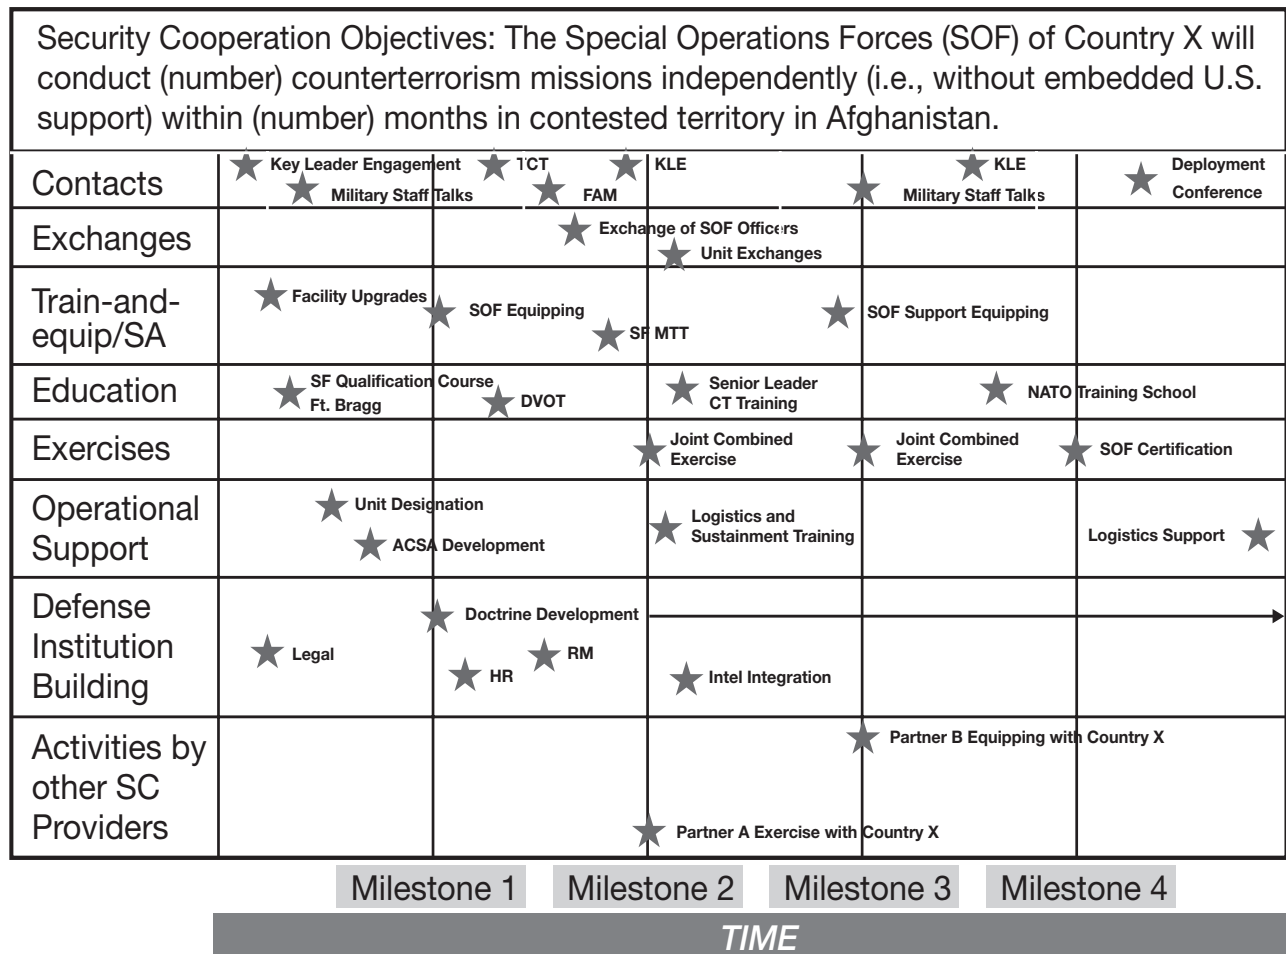 Security Cooperation Objectives: The Special Operations Forces (SOF) of Country X will
conduct (number) counterterrorism missions independently (i.e., without embedded U.S.
support) within (number) months in contested territory in Afghanistan.
Contacts
Key Leader Engagement
TCT
KLE
KLE
Deployment
Conference
Military Staff Talks
FAM
Military Staff Talks
Exchanges
Exchange of SOF Officers
Unit Exchanges
Train-and-
equip/SA
Facility Upgrades
SOF Equipping
SF MTT
SOF Support Equipping
Education
SF Qualification Course
Ft. Bragg
DVOT
Senior Leader
CT Training
NATO Training School
Exercises
Joint Combined
Exercise
Joint Combined
Exercise
SOF Certification
Operational
Support
Unit Designation
ACSA Development
Logistics and
Sustainment Training
Logistics Support
Defense
Institution
Building
Doctrine Development
Legal
HR
RM
Intel Integration
Activities by
other SC
Providers
Partner B Equipping with Country X
Partner A Exercise with Country X
Milestone 1
Milestone 2
Milestone 3
Milestone 4
TIME